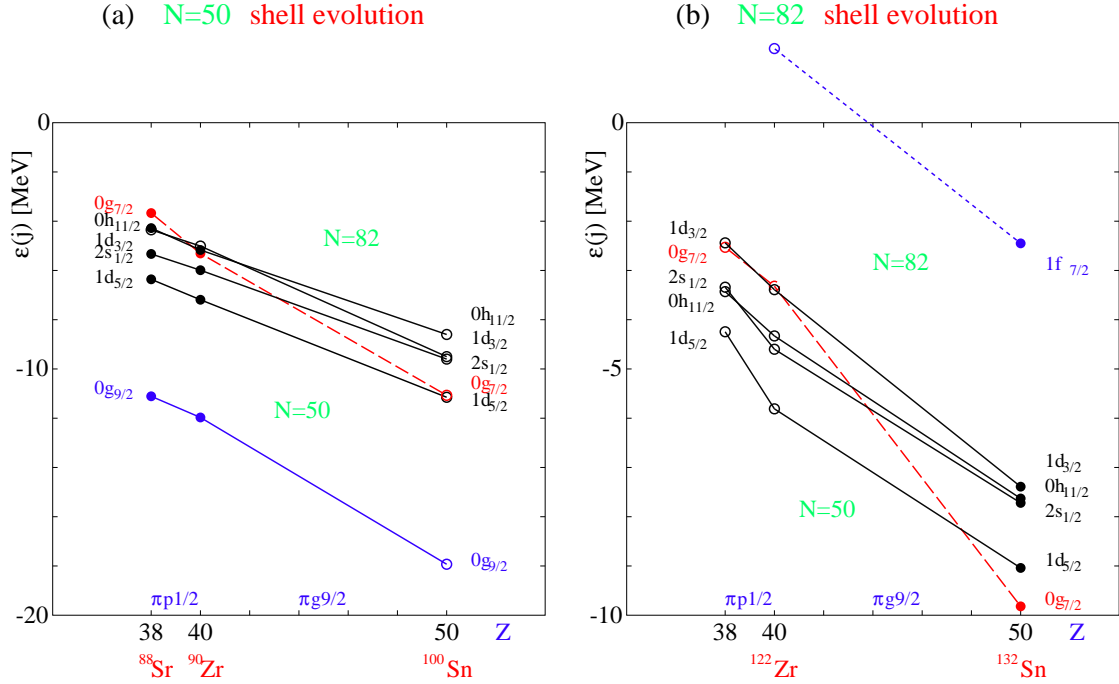 (a) N=50 shell evolution
0
ε(j) [MeV]
-10
-20
0g7/2
0h11/2
1d3/2
2s1/2
1d5/2
0g9/2
N=82
N=50
0h11/2
1d3/2
2s1/2
0g7/2
1d5/2
0g9/2
πp1/2 πg9/2
38 40 50 Z
88Sr 90Zr 100Sn
(b) N=82 shell evolution
0
ε(j) [MeV]
-5
-10
1d3/2
0g7/2
2s1/2
0h11/2
1d5/2
N=82
N=50
1f 7/2
1d3/2
0h11/2
2s1/2
1d5/2
0g7/2
πp1/2 πg9/2
38 40 50 Z
122Zr 132Sn